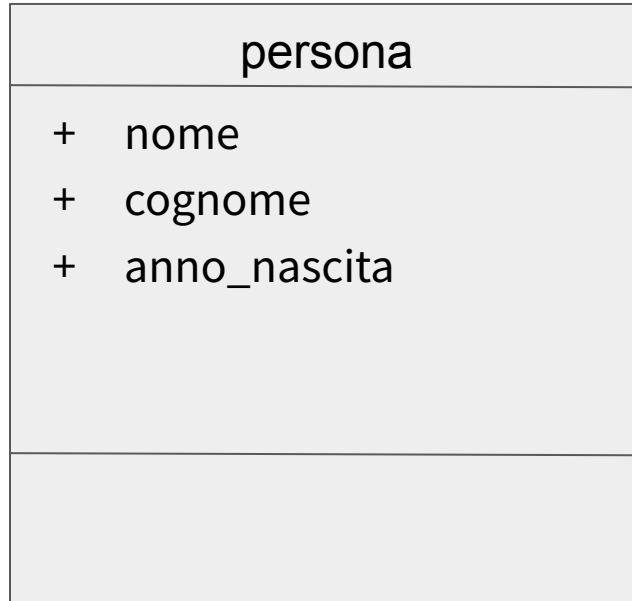 persona
+ nome
+ cognome
+ anno_nascita